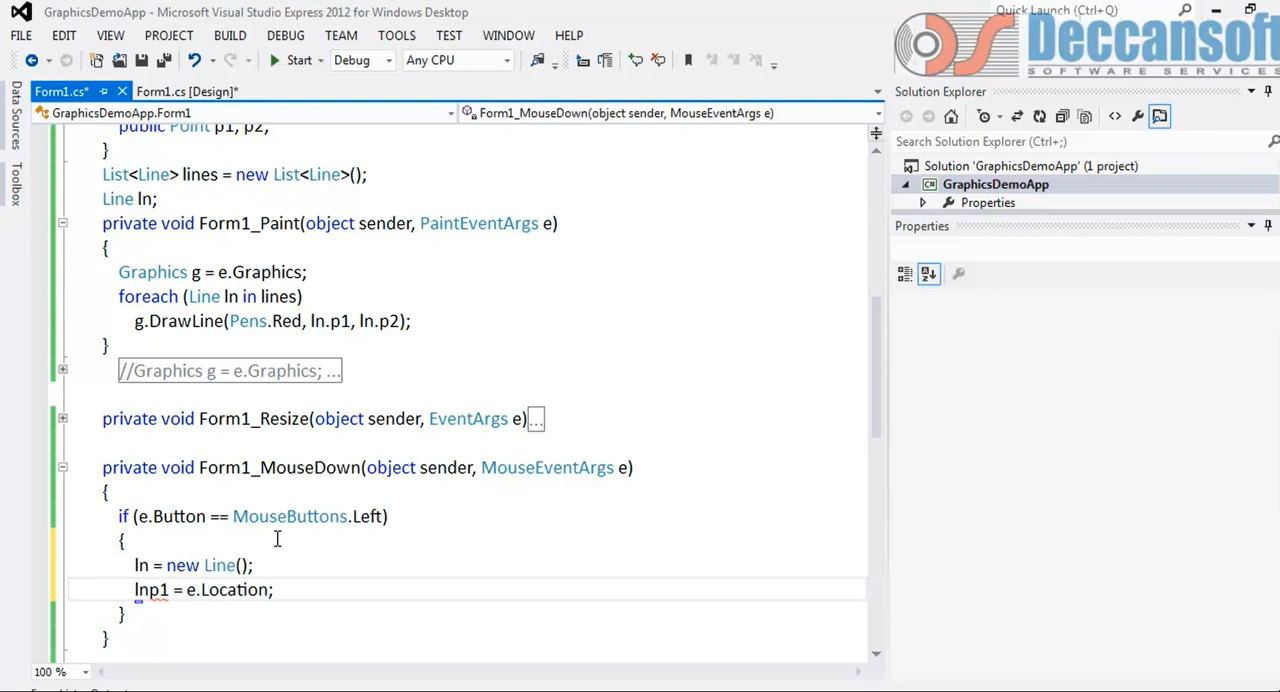 GraphicsDemoApp - Microsoft Visual Studio Express 2012 for Windows Desktop
Quick Launch (Ctrl+Q)
FILE EDIT VIEW PROJECT BUILD DEBUG TEAM TOOLS TEST WINDOW HELP
Deccansoft
SOFTWARE SERVICES
Start Debug Any CPU
Form1.cs* Form1.cs [Design]*
Solution Explorer
GraphicsDemoApp.Form1 Form1_MouseDown(object sender, MouseEventArgs e)
Data Sources
Toolbox
Search Solution Explorer (Ctrl+;)
Solution 'GraphicsDemoApp' (1 project)
C# GraphicsDemoApp
Properties
Properties
public Point p1, p2;
}
List<Line> lines = new List<Line>();
Line ln;
private void Form1_Paint(object sender, PaintEventArgs e)
{
Graphics g = e.Graphics;
foreach (Line ln in lines)
g.DrawLine(Pens.Red, ln.p1, ln.p2);
}
//Graphics g = e.Graphics; ...
private void Form1_Resize(object sender, EventArgs e)...
private void Form1_MouseDown(object sender, MouseEventArgs e)
{
if (e.Button == MouseButtons.Left)
{
ln = new Line();
lnp1 = e.Location;
}
}
100 %